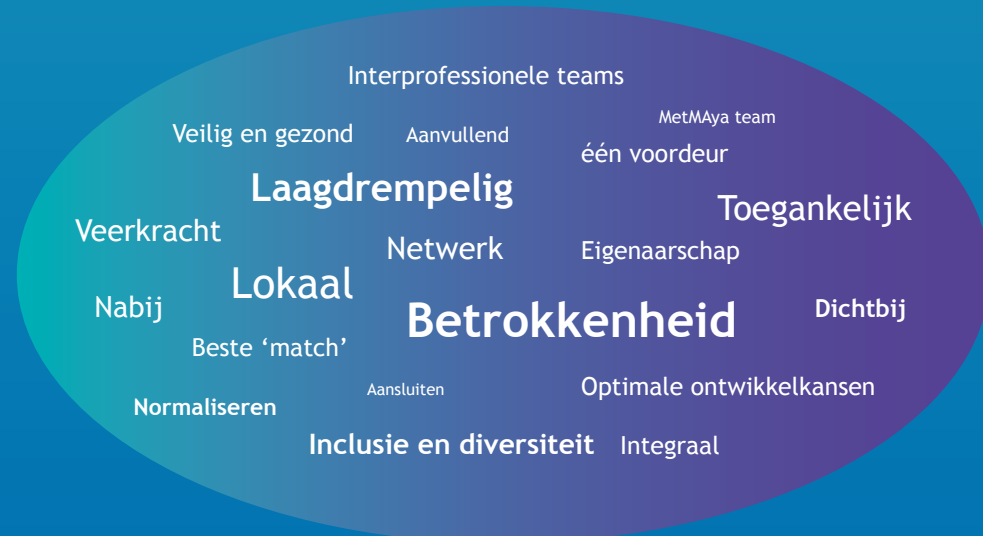 Interprofessionele teams
MetMAya team
Veilig en gezond
Aanvullend
één voordeur
Laagdrempelig
Toegankelijk
Veerkracht
Netwerk
Eigenaarschap
Lokaal
Nabij
Betrokkenheid
Dichtbij
Beste ‘match’
Aansluiten
Optimale ontwikkelkansen
Normaliseren
Inclusie en diversiteit
Integraal